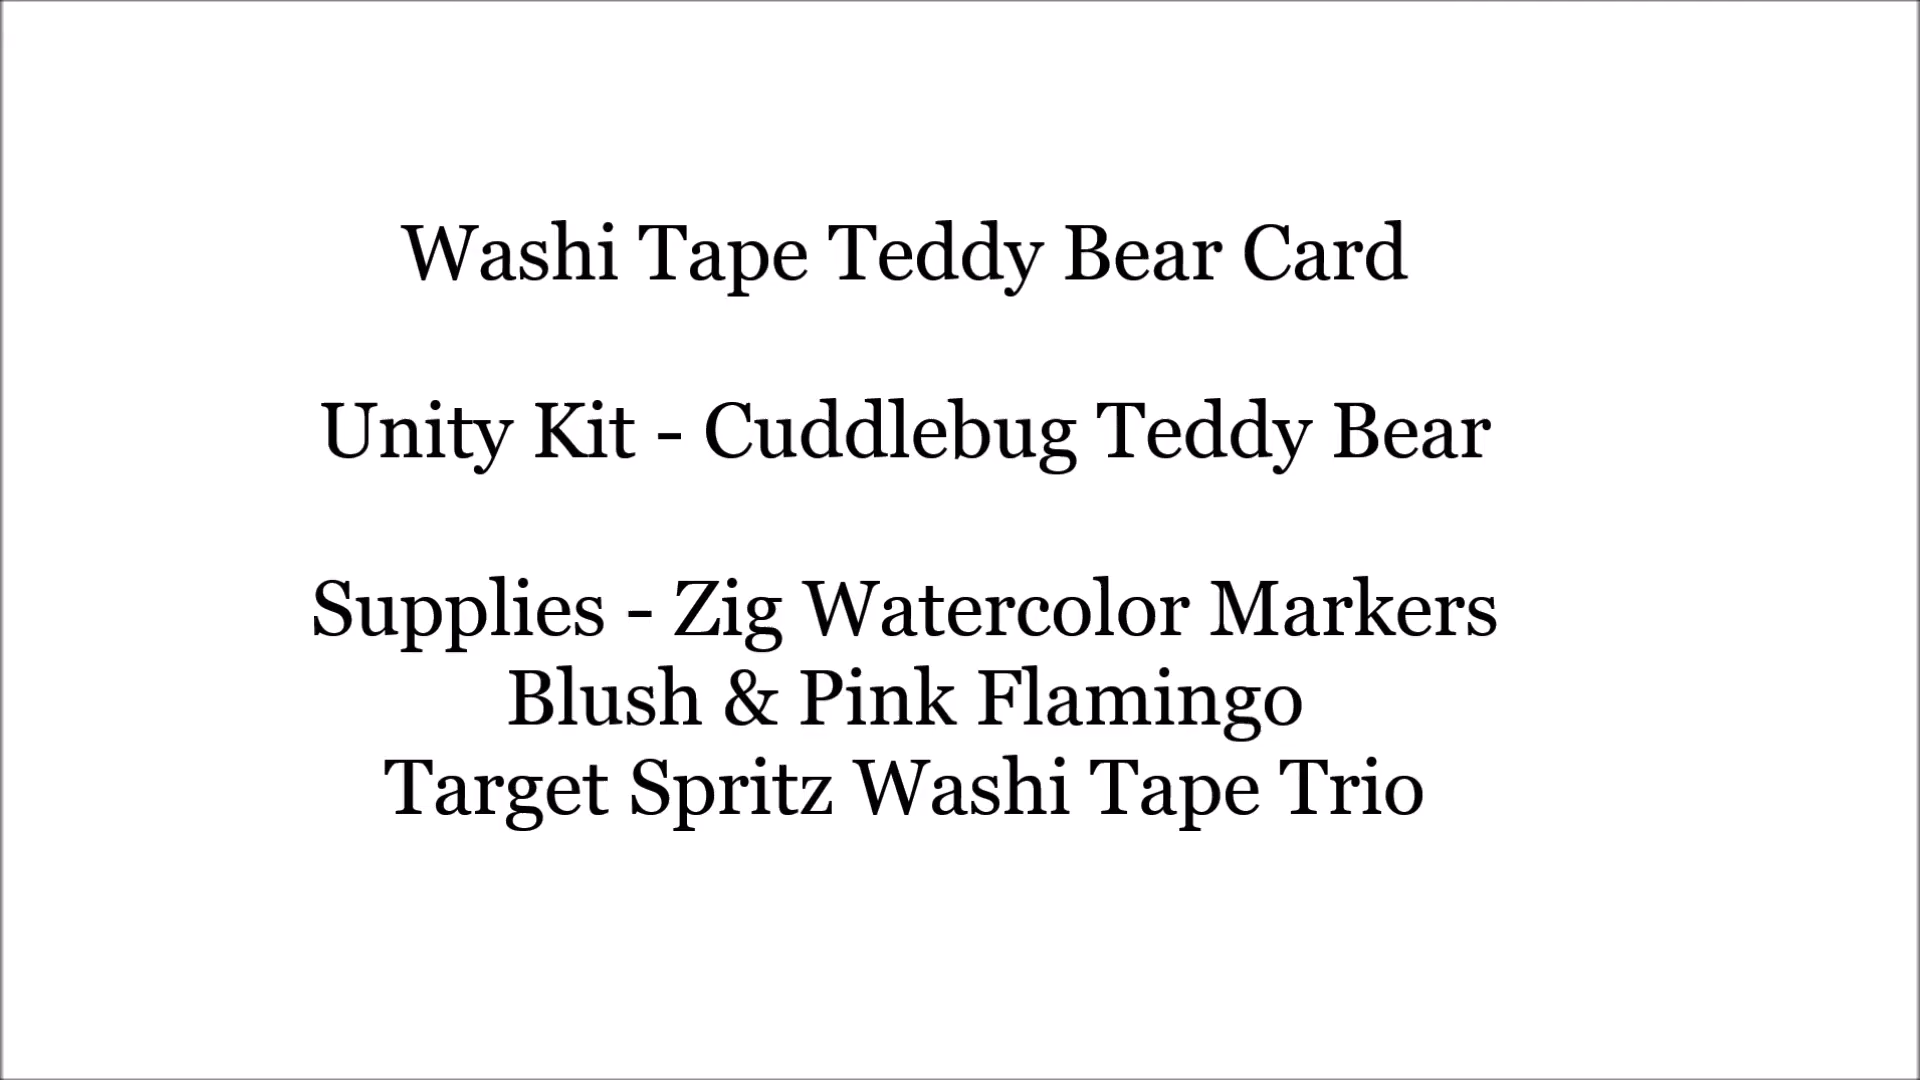 Washi Tape Teddy Bear Card
Unity Kit - Cuddlebug Teddy Bear
Supplies - Zig Watercolor Markers
Blush & Pink Flamingo
Target Spritz Washi Tape Trio